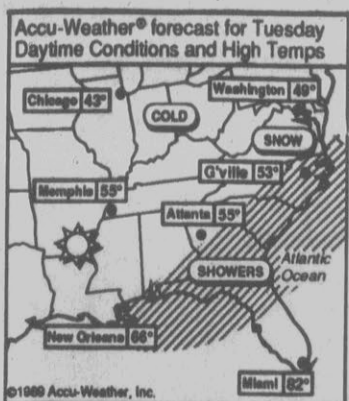 Accu-Weather® forecast for Tuesday
Daytime Conditions and High Temps
Chicago 43°
Washington 49°
COLD
SNOW
G'ville 53°
Memphis 55°
Atlanta 55°
Atlantic
Ocean
SHOWERS
New Orleans 66°
Miami 82°
©1989 Accu-Weather, Inc.